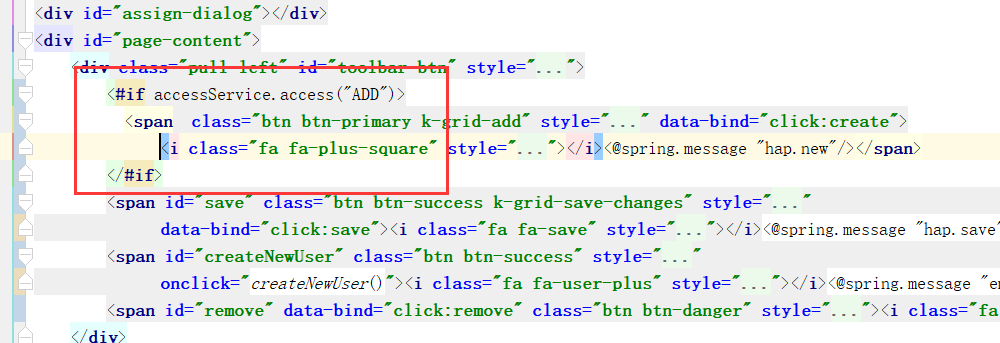 <div id="assign-dialog"></div>
<div id="page-content">
<div class="pull-left" id="toolbar-btn" style="...">
<#if accessService.access("ADD")>
<span class="btn btn-primary k-grid-add" style="..." data-bind="click:create">
<i class="fa fa-plus-square" style="..."></i><@spring.message "hap.new"/></span>
</#if>
<span id="save" class="btn btn-success k-grid-save-changes" style="..."
data-bind="click:save"><i class="fa fa-save" style="..."></i><@spring.message "hap.save"
<span id="createNewUser" class="btn btn-success" style="..."
onclick="createNewUser()"><i class="fa fa-user-plus" style="..."></i><@spring.message "
<span id="remove" data-bind="click:remove" class="btn btn-danger" style="..."><i class="fa
</div>